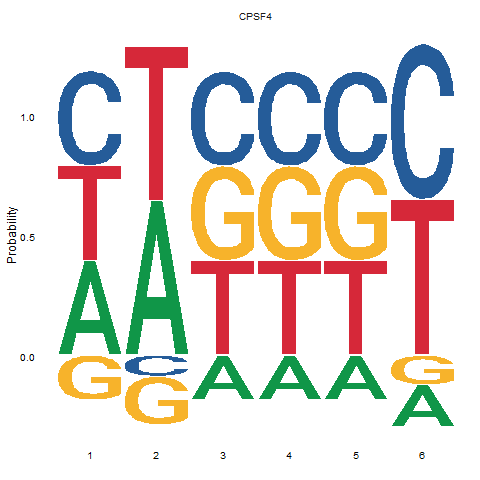 CPSF4
Probability
1.0
0.5
0.0
C T C C C C
T A G G G T
A C T T T G
G G A A A A
1 2 3 4 5 6